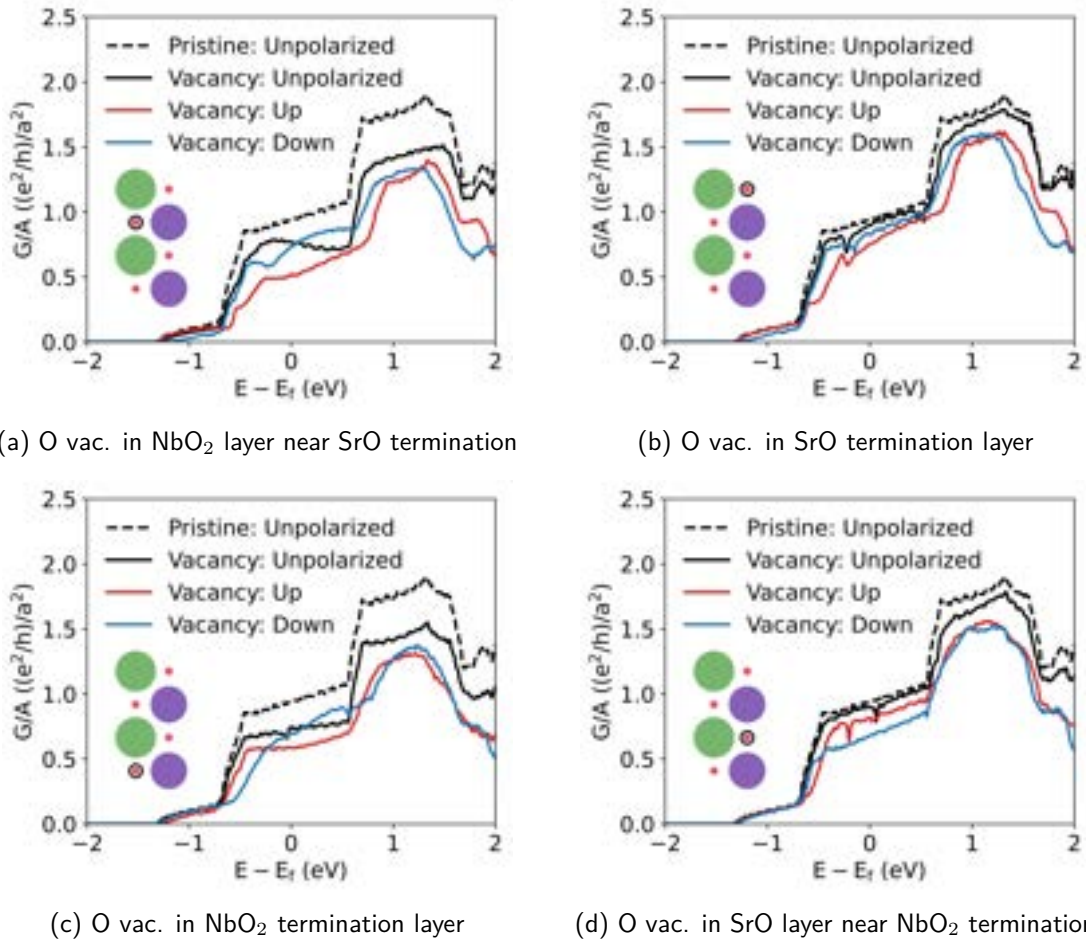 2.5
2.0
1.5
1.0
0.5
0.0
G/A ((e²/h)/a²)
Pristine: Unpolarized
Vacancy: Unpolarized
Vacancy: Up
Vacancy: Down
−2 −1 0 1 2
E − E_f (eV)
2.5
2.0
1.5
1.0
0.5
0.0
G/A ((e²/h)/a²)
Pristine: Unpolarized
Vacancy: Unpolarized
Vacancy: Up
Vacancy: Down
−2 −1 0 1 2
E − E_f (eV)
(a) O vac. in NbO₂ layer near SrO termination
(b) O vac. in SrO termination layer
2.5
2.0
1.5
1.0
0.5
0.0
G/A ((e²/h)/a²)
Pristine: Unpolarized
Vacancy: Unpolarized
Vacancy: Up
Vacancy: Down
−2 −1 0 1 2
E − E_f (eV)
2.5
2.0
1.5
1.0
0.5
0.0
G/A ((e²/h)/a²)
Pristine: Unpolarized
Vacancy: Unpolarized
Vacancy: Up
Vacancy: Down
−2 −1 0 1 2
E − E_f (eV)
(c) O vac. in NbO₂ termination layer
(d) O vac. in SrO layer near NbO₂ termination